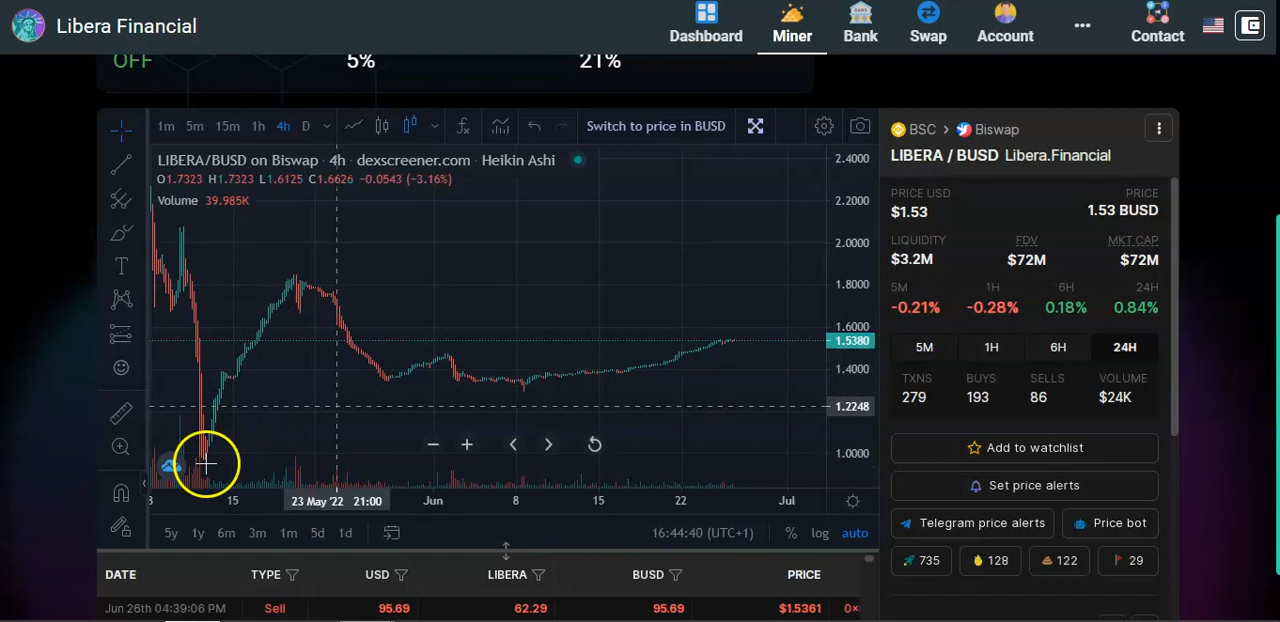 Libera Financial
Dashboard Miner Bank Swap Account ... Contact
OFF 5% 21%
1m 5m 15m 1h 4h D Switch to price in BUSD
LIBERA/BUSD on Biswap · 4h · dexscreener.com · Heikin Ashi
O1.7323 H1.7323 L1.6125 C1.6626 -0.0543 (-3.16%)
Volume 39.985K
2.4000
2.2000
2.0000
1.8000
1.6000
1.5380
1.4000
1.2248
1.0000
15 23 May '22 21:00 Jun 8 15 22 Jul
5y 1y 6m 3m 1m 5d 1d 16:44:40 (UTC+1) % log auto
BSC > Biswap
LIBERA / BUSD Libera.Financial
PRICE USD PRICE
$1.53 1.53 BUSD
LIQUIDITY FDV MKT CAP
$3.2M $72M $72M
5M 1H 6H 24H
-0.21% -0.28% 0.18% 0.84%
5M 1H 6H 24H
TXNS BUYS SELLS VOLUME
279 193 86 $24K
Add to watchlist
Set price alerts
Telegram price alerts Price bot
735 128 122 29
DATE TYPE USD LIBERA BUSD PRICE
Jun 26th 04:39:06 PM Sell 95.69 62.29 95.69 $1.5361 0×